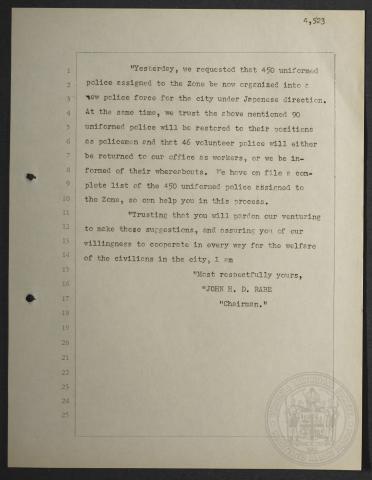 4,523
1 "Yesterday, we requested that 450 uniformed
2 police assigned to the Zone be now organized into a
3 new police force for the city under Japanese direction.
4 At the same time, we trust the above mentioned 90
5 uniformed police will be restored to their positions
6 as policemen and that 46 volunteer police will either
7 be returned to our office as workers, or we be in-
8 formed of their whereabouts. We have on file a com-
9 plete list of the 450 uniformed police assigned to
10 the Zone, so can help you in this process.
11 "Trusting that you will pardon our venturing
12 to make these suggestions, and assuring you of our
13 willingness to cooperate in every way for the welfare
14 of the civilians in the city, I am
15 "Most respectfully yours,
16 "JOHN H. D. RABE
17 "Chairman."
18
19
20
21
22
23
24
25